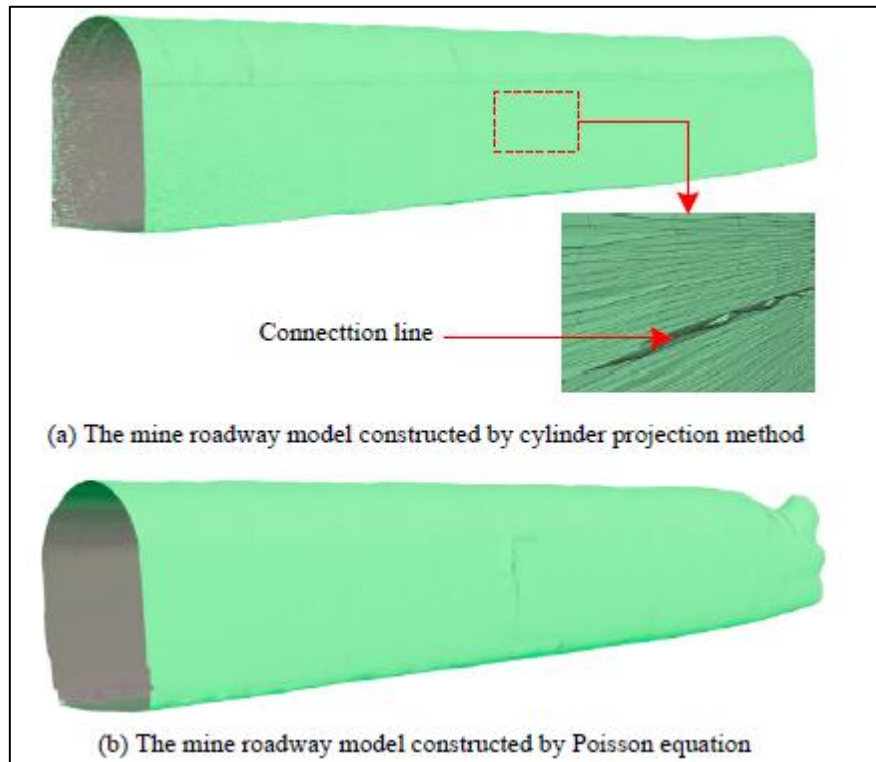 Connecttion line
(a) The mine roadway model constructed by cylinder projection method
(b) The mine roadway model constructed by Poisson equation